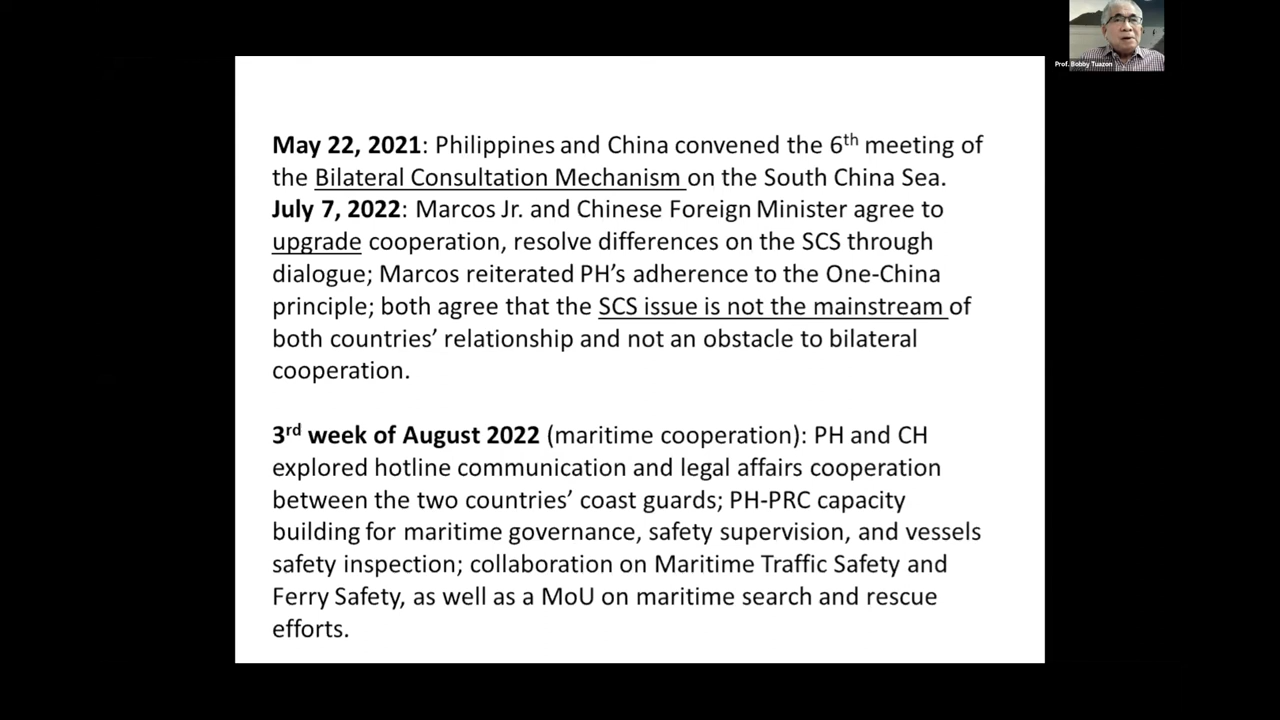 Prof. Bobby Tuazon
May 22, 2021: Philippines and China convened the 6th meeting of
the Bilateral Consultation Mechanism on the South China Sea.
July 7, 2022: Marcos Jr. and Chinese Foreign Minister agree to
upgrade cooperation, resolve differences on the SCS through
dialogue; Marcos reiterated PH’s adherence to the One-China
principle; both agree that the SCS issue is not the mainstream of
both countries’ relationship and not an obstacle to bilateral
cooperation.
3rd week of August 2022 (maritime cooperation): PH and CH
explored hotline communication and legal affairs cooperation
between the two countries’ coast guards; PH-PRC capacity
building for maritime governance, safety supervision, and vessels
safety inspection; collaboration on Maritime Traffic Safety and
Ferry Safety, as well as a MoU on maritime search and rescue
efforts.